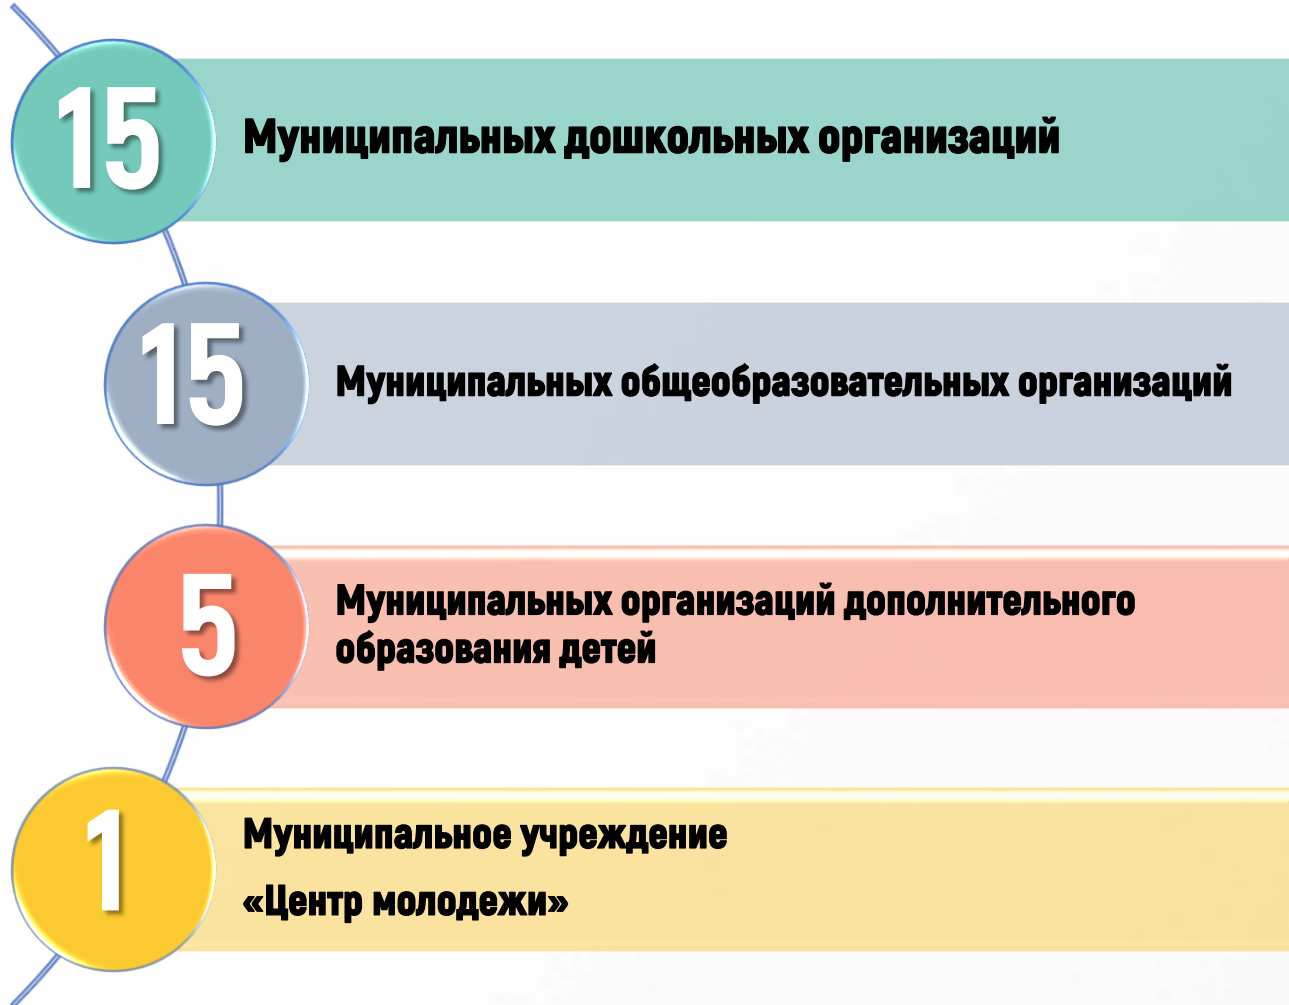 15
Муниципальных дошкольных организаций
15
Муниципальных общеобразовательных организаций
5
Муниципальных организаций дополнительного
образования детей
1
Муниципальное учреждение
«Центр молодежи»